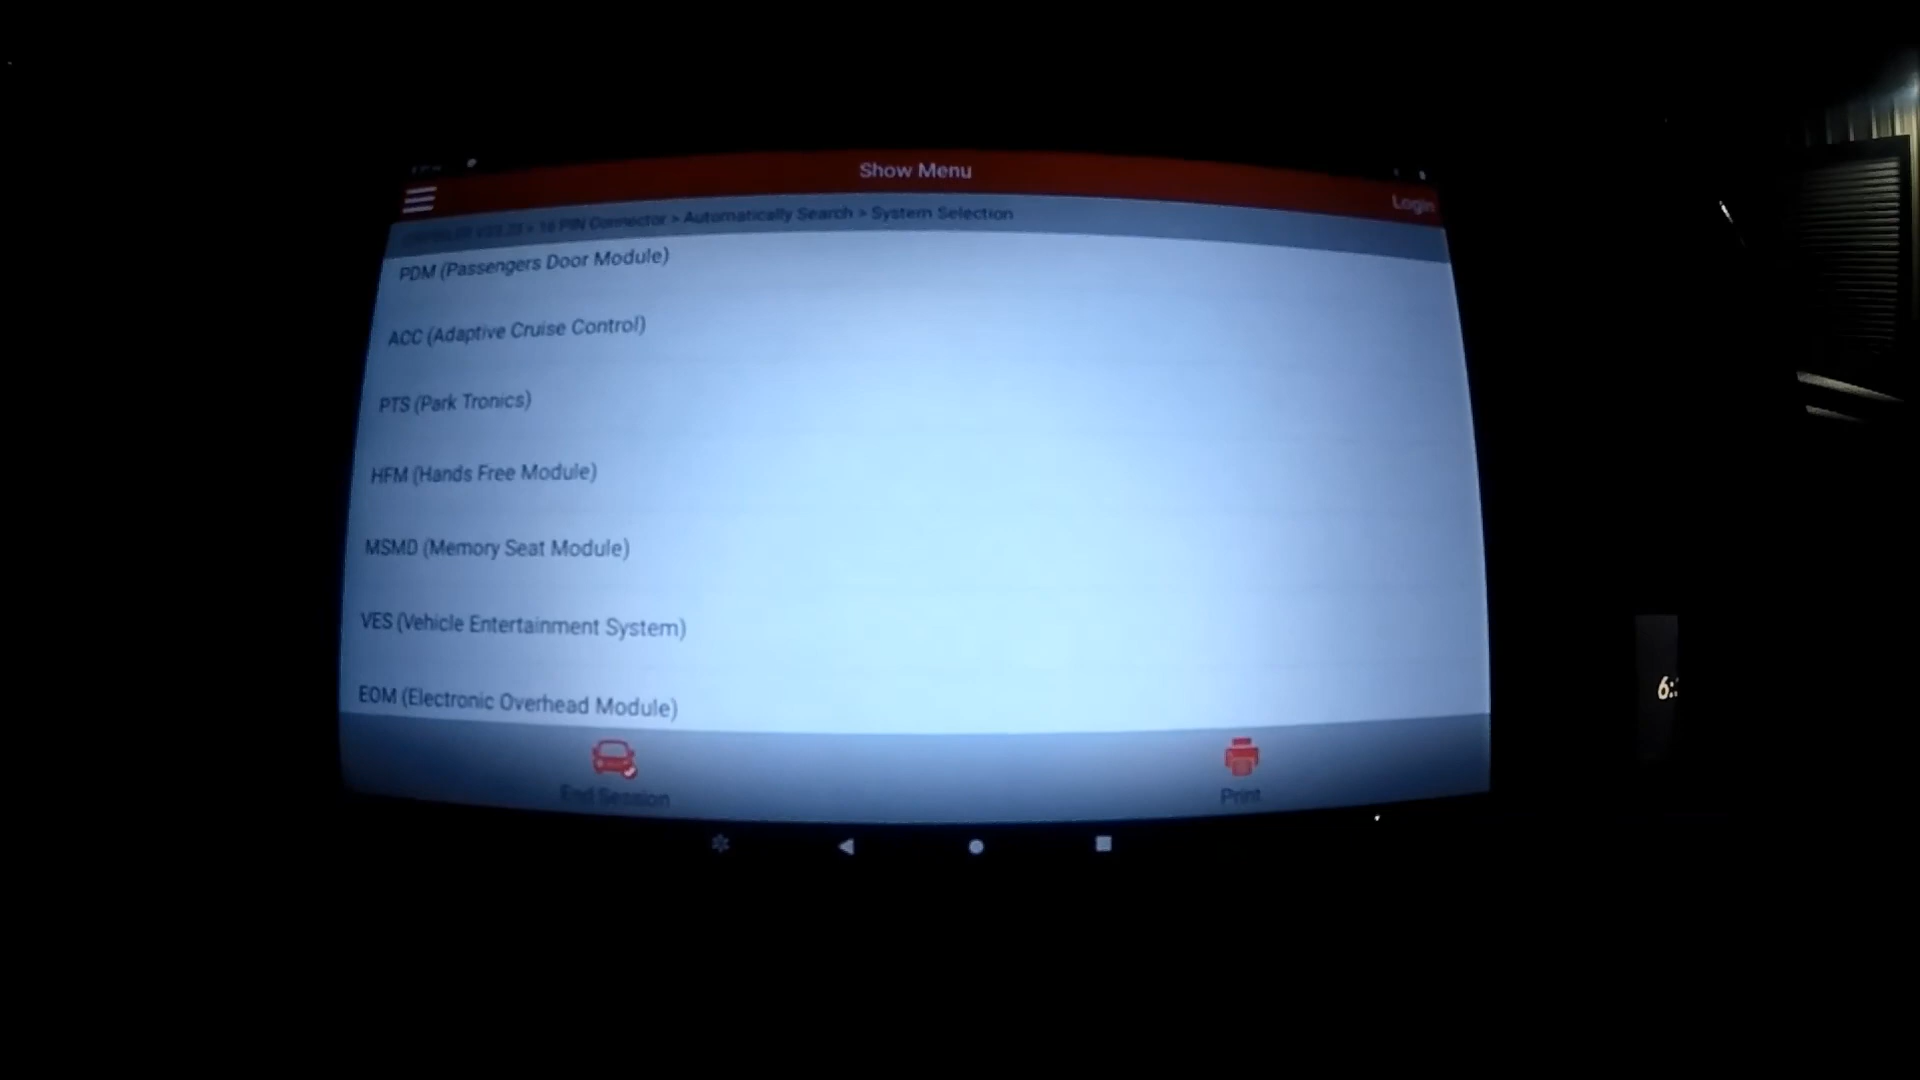 Show Menu
Login
16 PIN Connector > Automatically Search > System Selection
PDM (Passengers Door Module)
ACC (Adaptive Cruise Control)
PTS (Park Tronics)
HFM (Hands Free Module)
MSMD (Memory Seat Module)
VES (Vehicle Entertainment System)
EOM (Electronic Overhead Module)
End Session
Print
6: